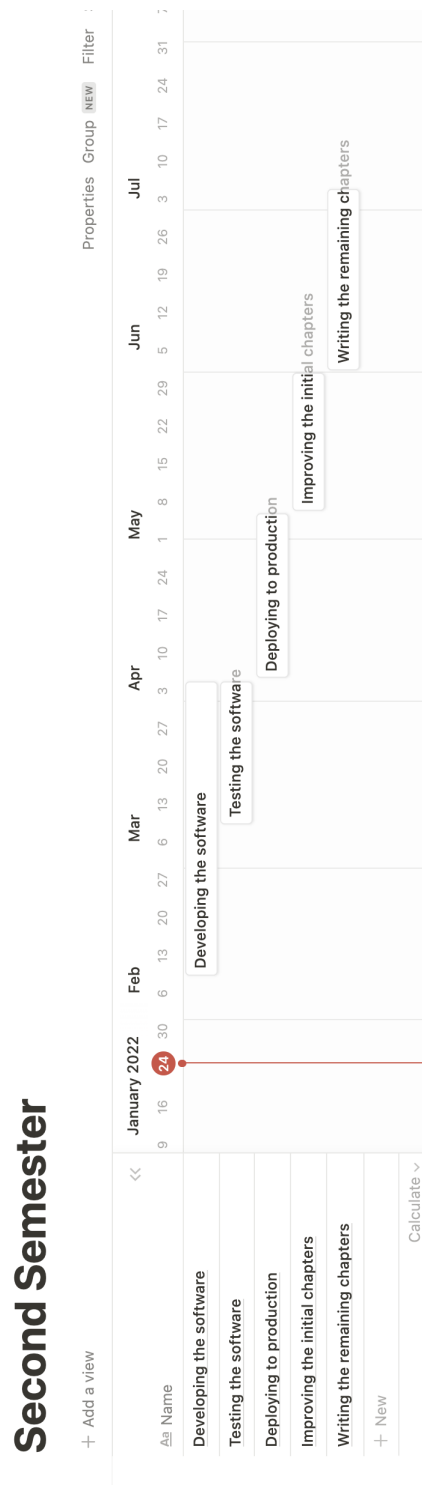 Second Semester
+ Add a view
Properties Group NEW Filter
January 2022 Feb Mar Apr May Jun Jul
Aa Name 9 16 24 30 6 13 20 27 6 13 20 27 3 10 17 24 1 8 15 22 29 5 12 19 26 3 10 17 24 31
Developing the software Developing the software
Testing the software Testing the software
Deploying to production Deploying to production
Improving the initial chapters Improving the initial chapters
Writing the remaining chapters Writing the remaining chapters
+ New
Calculate